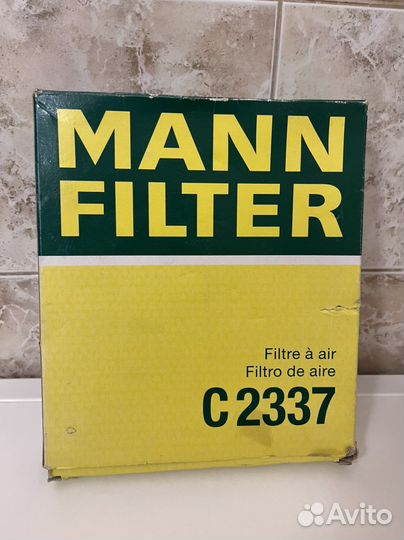 MANN
FILTER
Filtre à air
Filtro de aire
C 2337
Avito